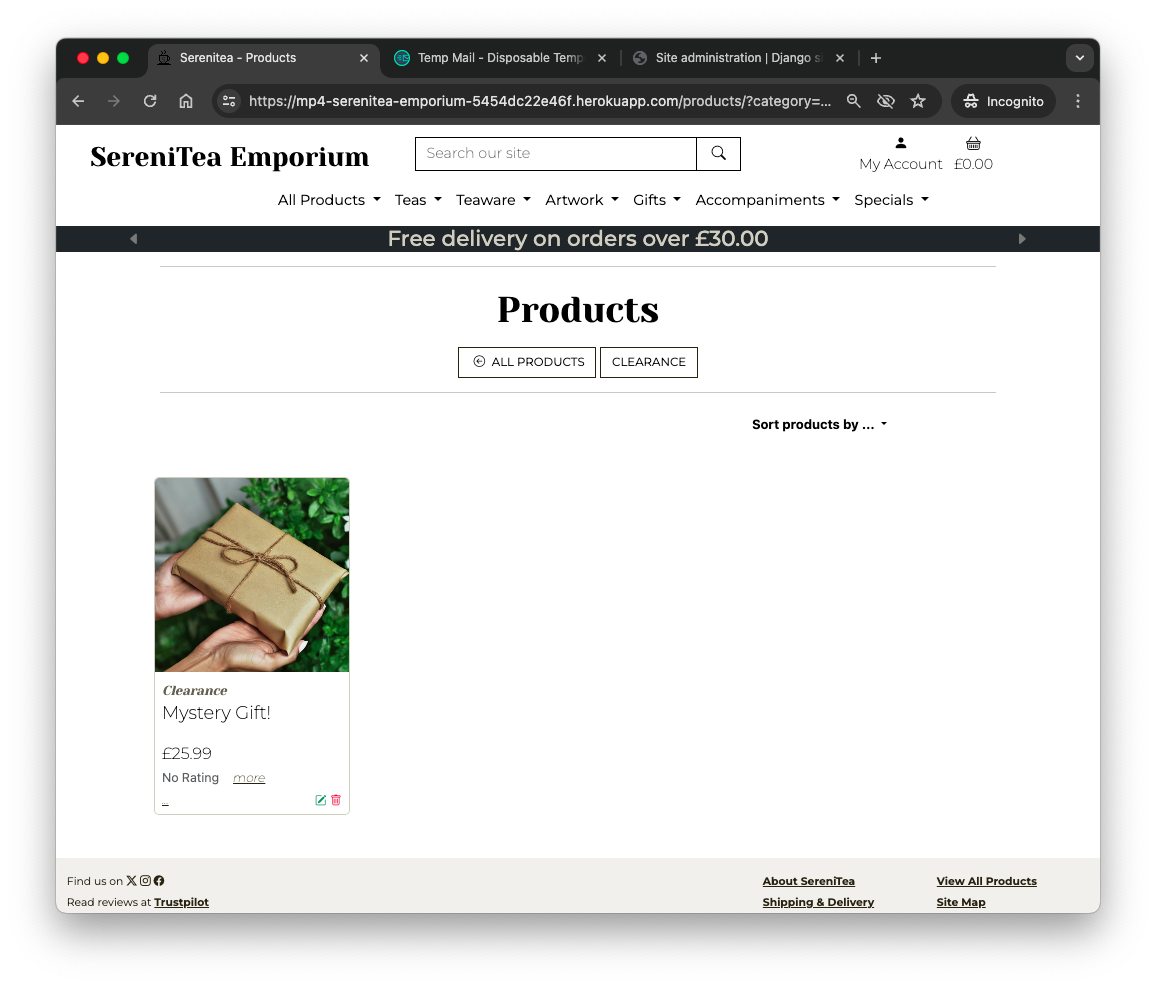 Serenitea - Products
Temp Mail - Disposable Temp
Site administration | Django si
https://mp4-serenitea-emporium-5454dc22e46f.herokuapp.com/products/?category=...
Incognito
SereniTea Emporium
Search our site
My Account
£0.00
All Products
Teas
Teaware
Artwork
Gifts
Accompaniments
Specials
Free delivery on orders over £30.00
Products
ALL PRODUCTS
CLEARANCE
Sort products by ...
Clearance
Mystery Gift!
£25.99
No Rating more
...
Find us on
About SereniTea
View All Products
Read reviews at Trustpilot
Shipping & Delivery
Site Map